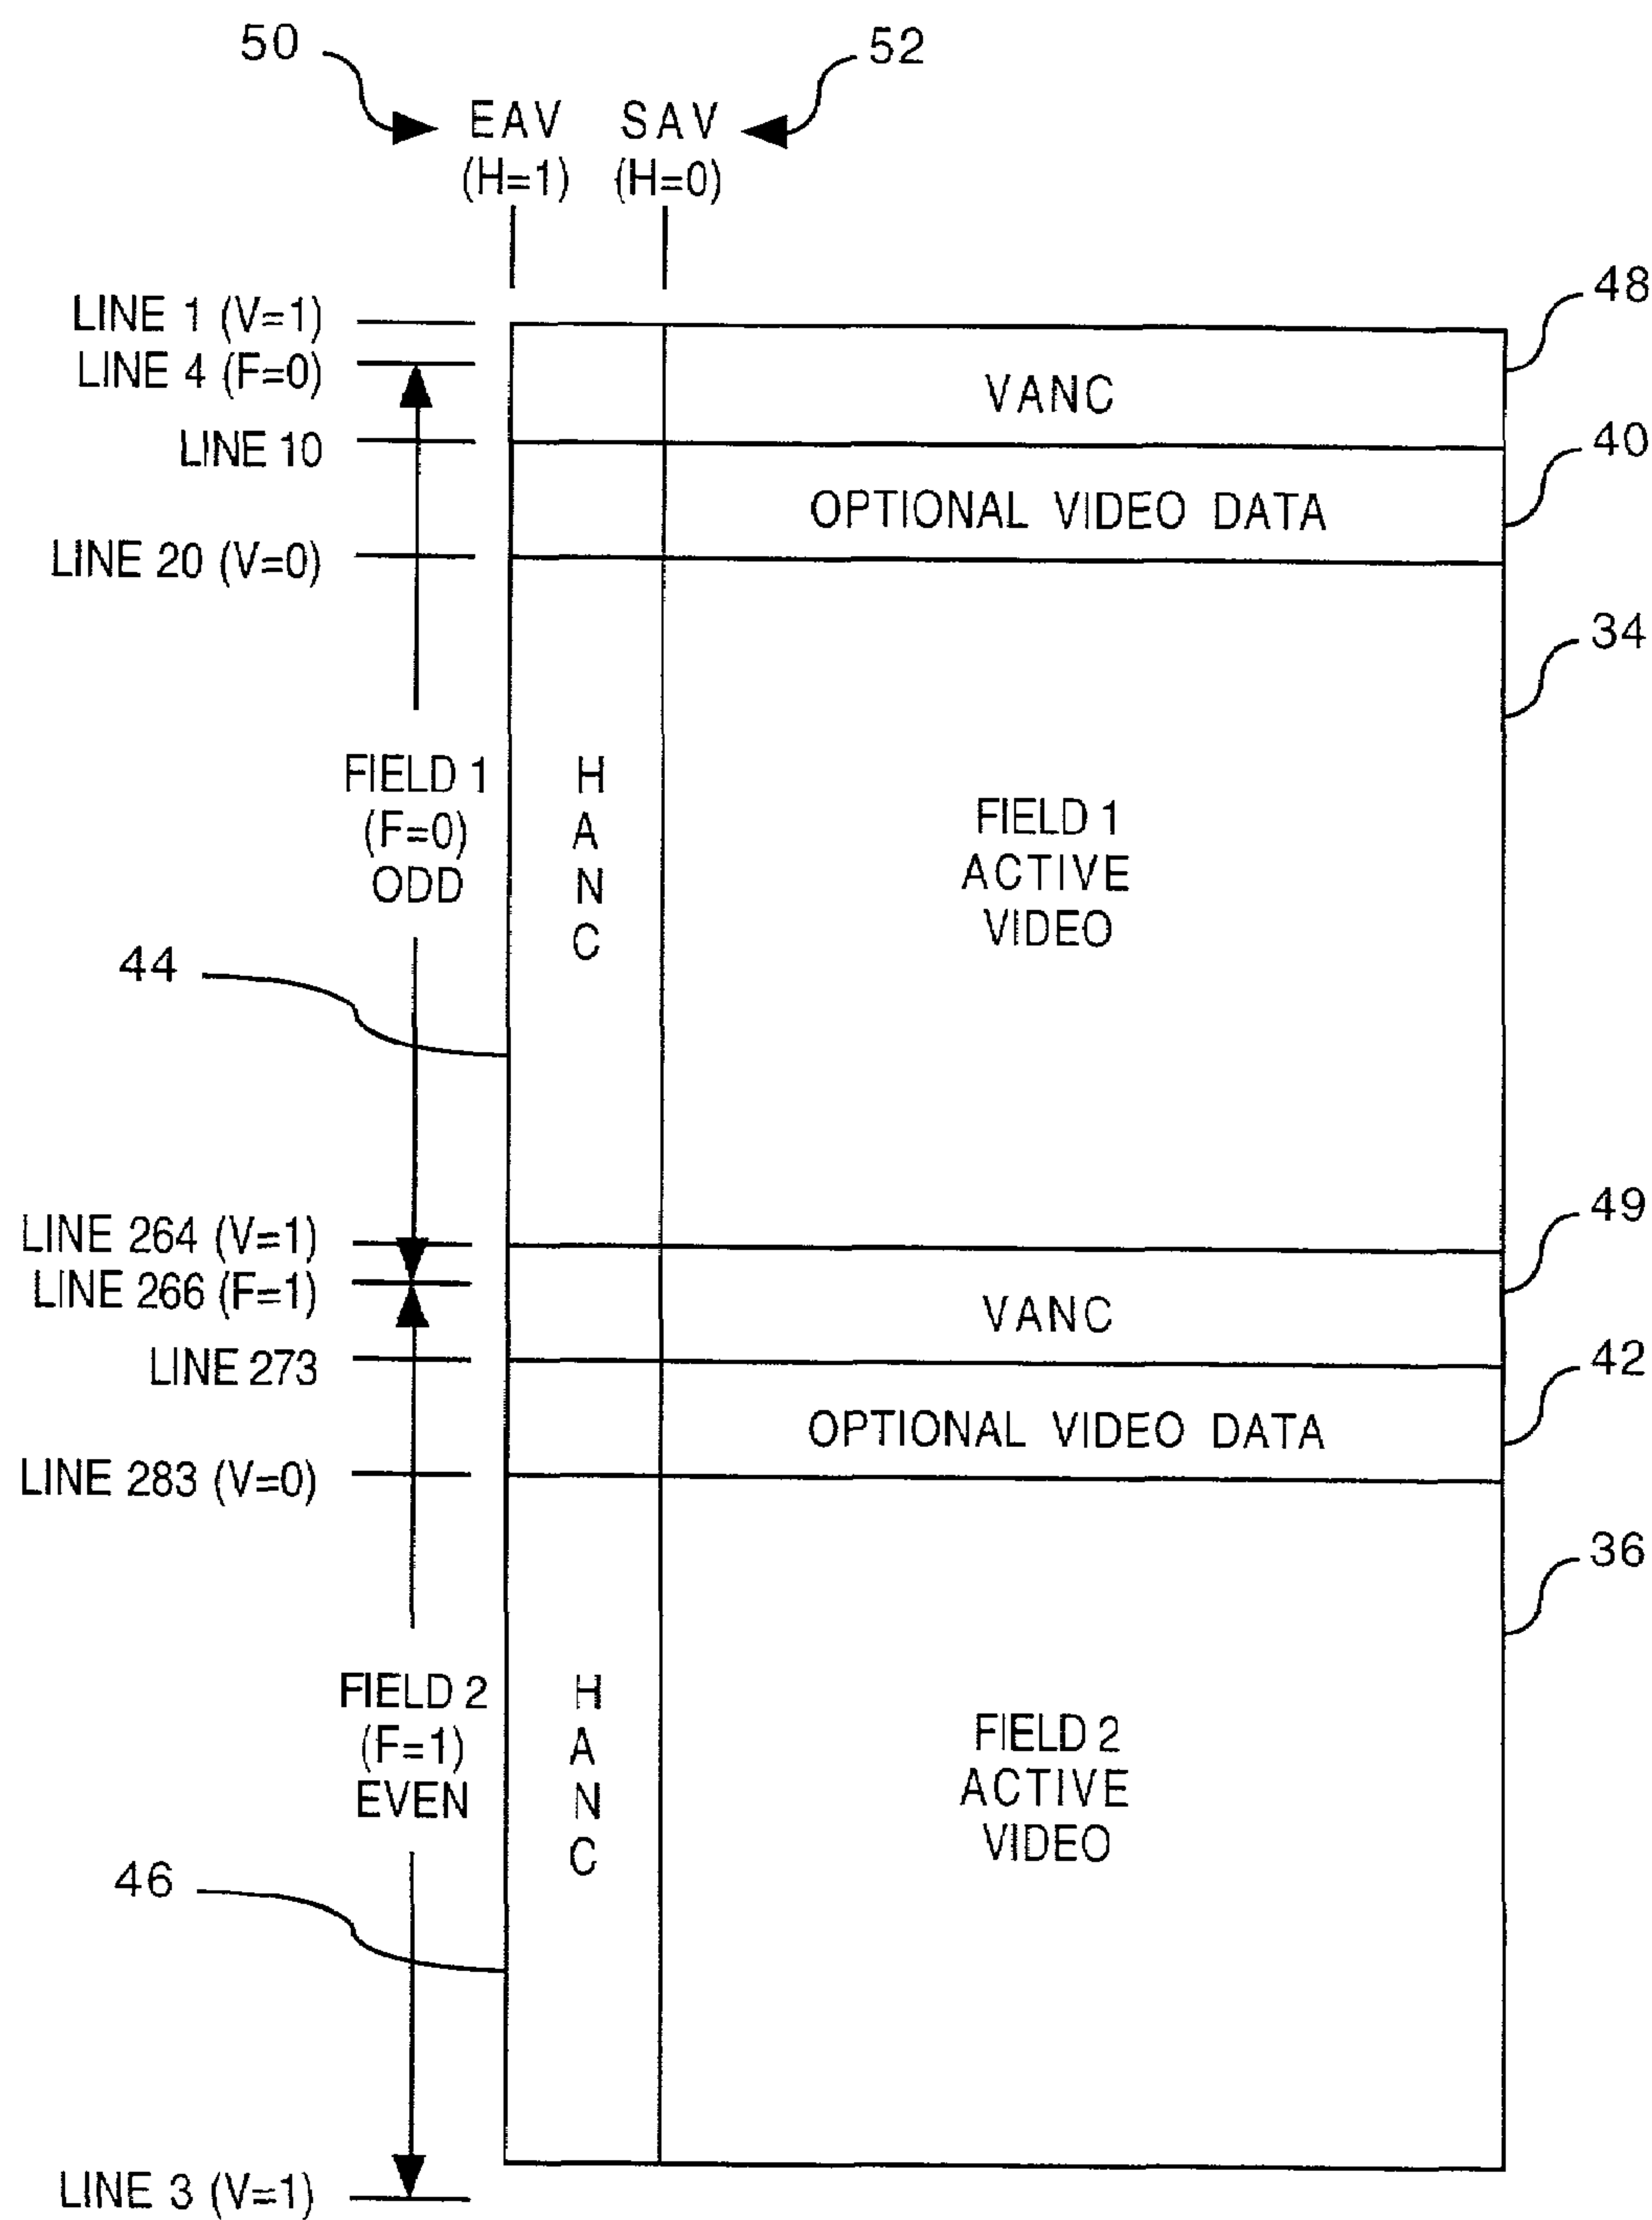 50
52
EAV SAV
(H=1) (H=0)
LINE 1 (V=1)
48
LINE 4 (F=0)
VANC
LINE 10
40
OPTIONAL VIDEO DATA
LINE 20 (V=0)
34
FIELD 1
(F=0)
ODD
HANC
FIELD 1
ACTIVE
VIDEO
44
LINE 264 (V=1)
49
LINE 266 (F=1)
VANC
LINE 273
42
OPTIONAL VIDEO DATA
LINE 283 (V=0)
36
FIELD 2
(F=1)
EVEN
HANC
FIELD 2
ACTIVE
VIDEO
46
LINE 3 (V=1)